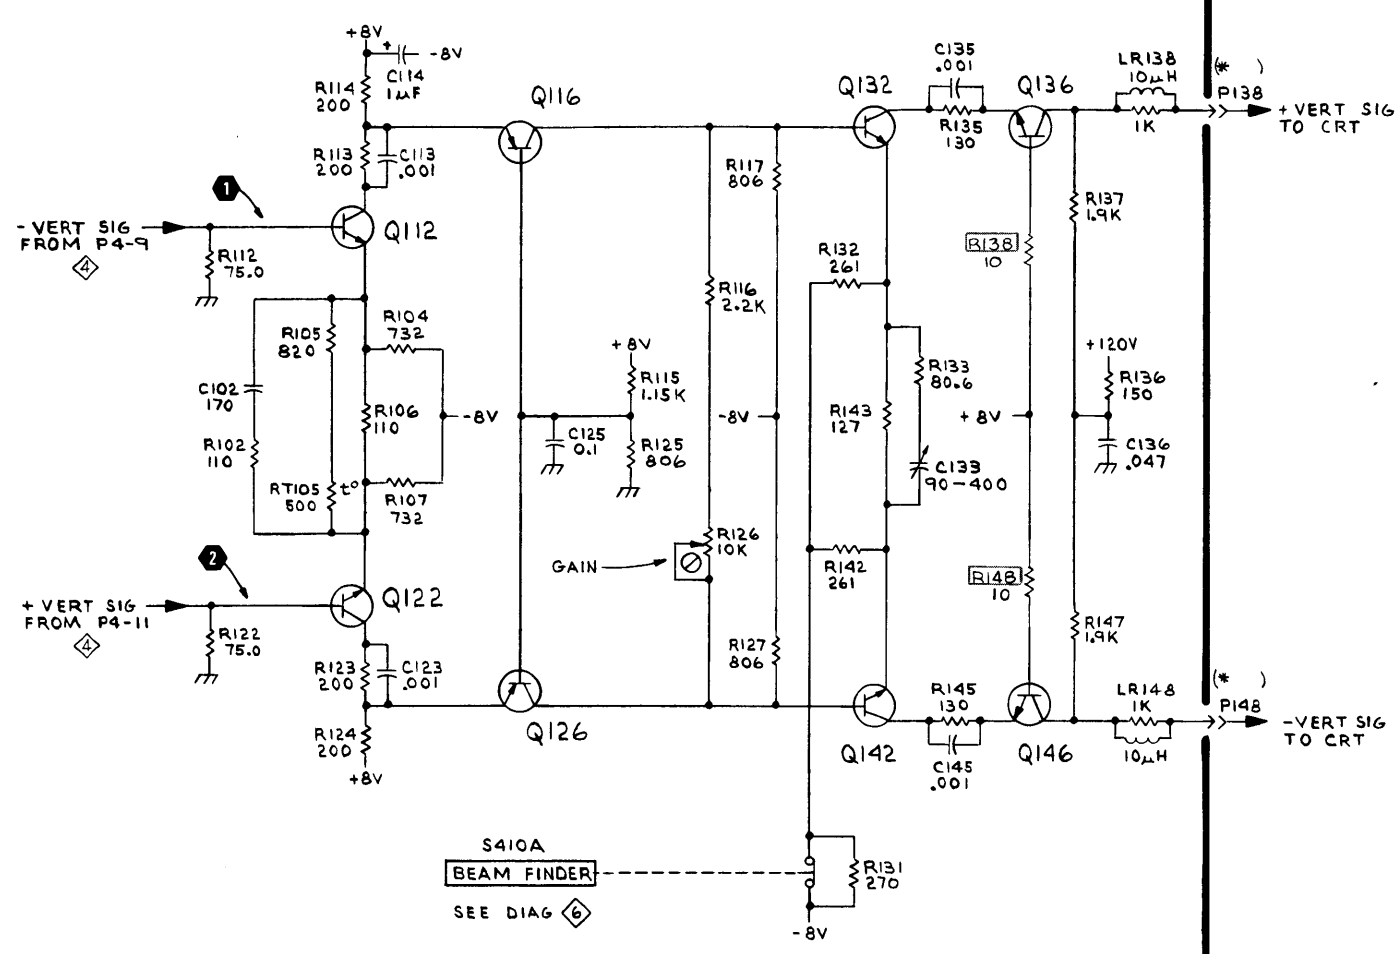 +8V
-8V
C114
1µF
R114
200
Q116
R113
200
C113
.001
1
- VERT SIG
FROM P4-9
4
R112
75.0
Q112
R105
820
R104
732
C102
170
R106
110
-8V
R102
110
RT105
500
t°
R107
732
2
+ VERT SIG
FROM P4-11
4
R122
75.0
Q122
R123
200
C123
.001
R124
200
+8V
Q126
+8V
R115
1.15K
C125
0.1
R125
806
R116
2.2K
R117
806
-8V
GAIN
R126
10K
R127
806
Q132
C135
.001
R135
130
Q136
LR138
10µH
1K
(* )
P138
+ VERT SIG
TO CRT
R132
261
R138
10
R137
1.9K
R133
80.6
R143
127
C133
90-400
+8V
+120V
R136
150
C136
.047
R142
261
R148
10
R147
1.9K
Q142
R145
130
C145
.001
Q146
LR148
1K
10µH
(* )
P148
-VERT SIG
TO CRT
S410A
BEAM FINDER
SEE DIAG 6
R131
270
-8V